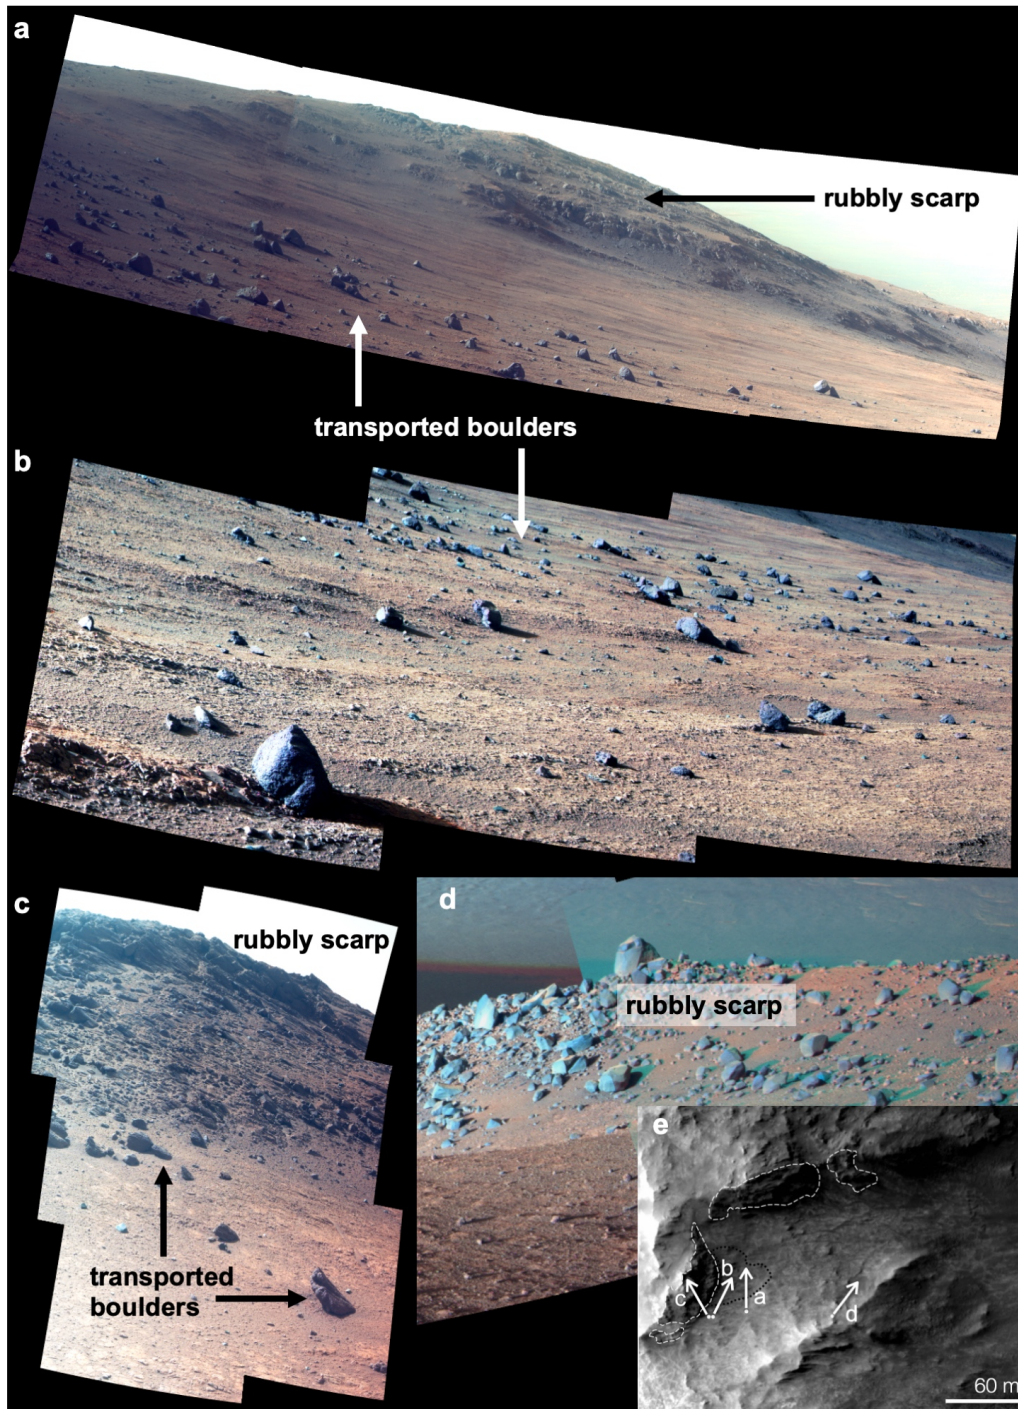 a
rubbly scarp
transported boulders
b
c
rubbly scarp
d
rubbly scarp
transported
boulders
e
b
c
a
d
60 m